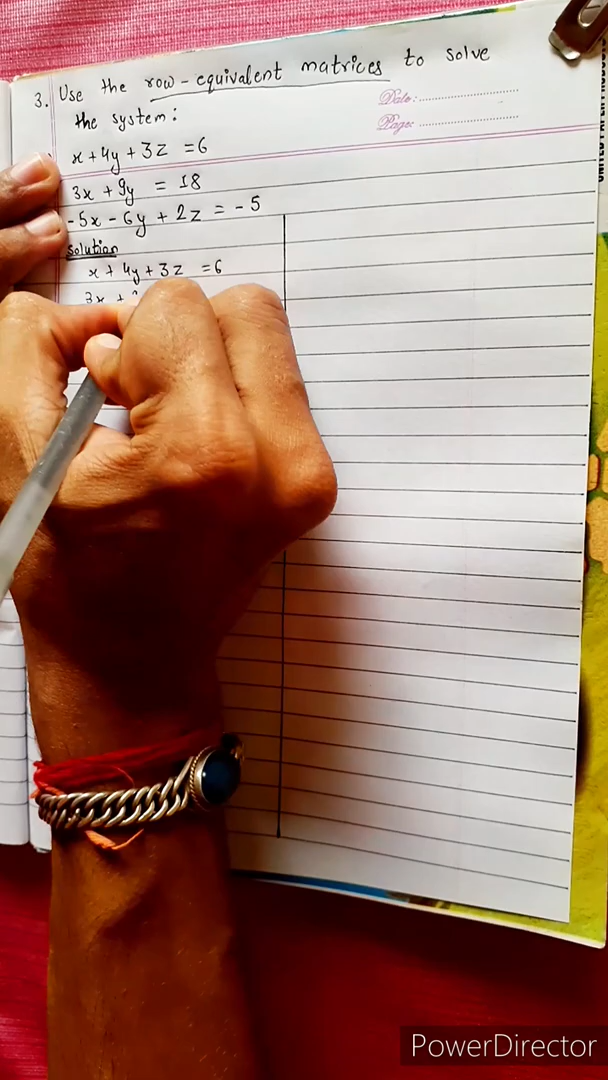 3. Use the row-equivalent matrices to solve
the system:
Date:
Page:
x + 4y + 3z = 6
3x + 9y = 18
-5x - 6y + 2z = -5
Solution
x + 4y + 3z = 6
3x +
PowerDirector